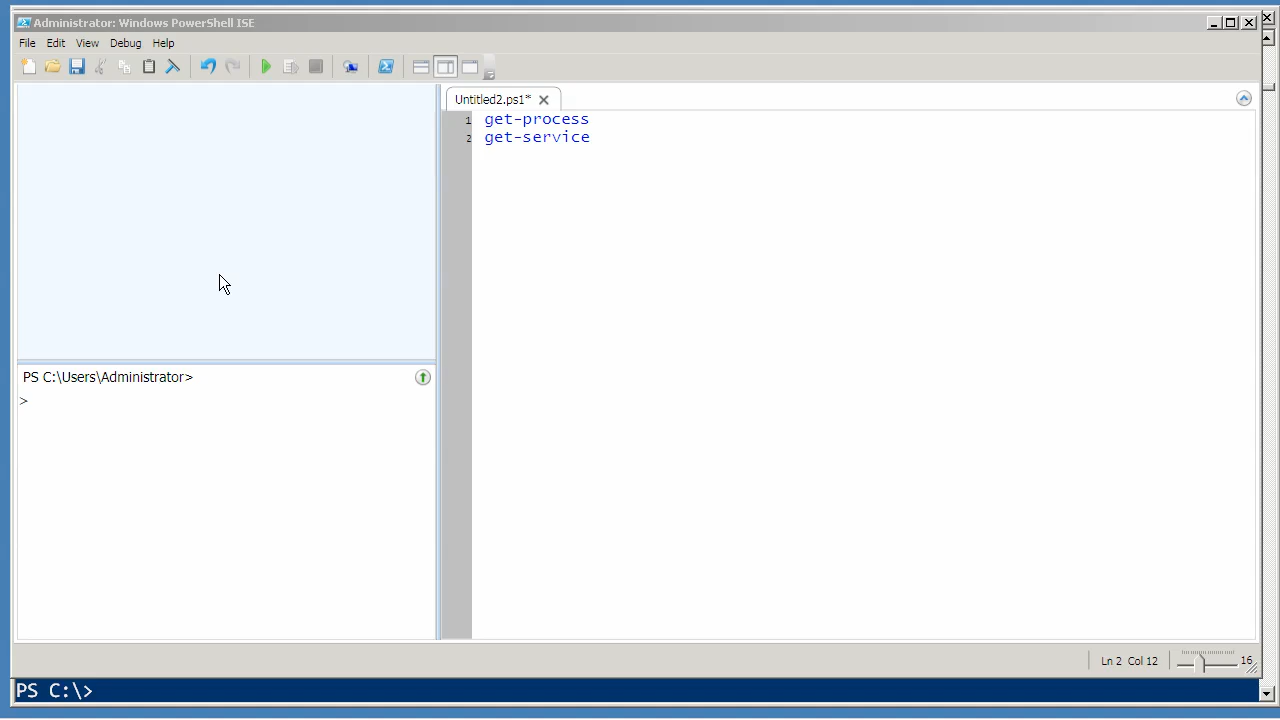 Administrator: Windows PowerShell ISE
File Edit View Debug Help
Untitled2.ps1*
1 get-process
2 get-service
PS C:\Users\Administrator>
>
Ln 2 Col 12
16
PS C:\>